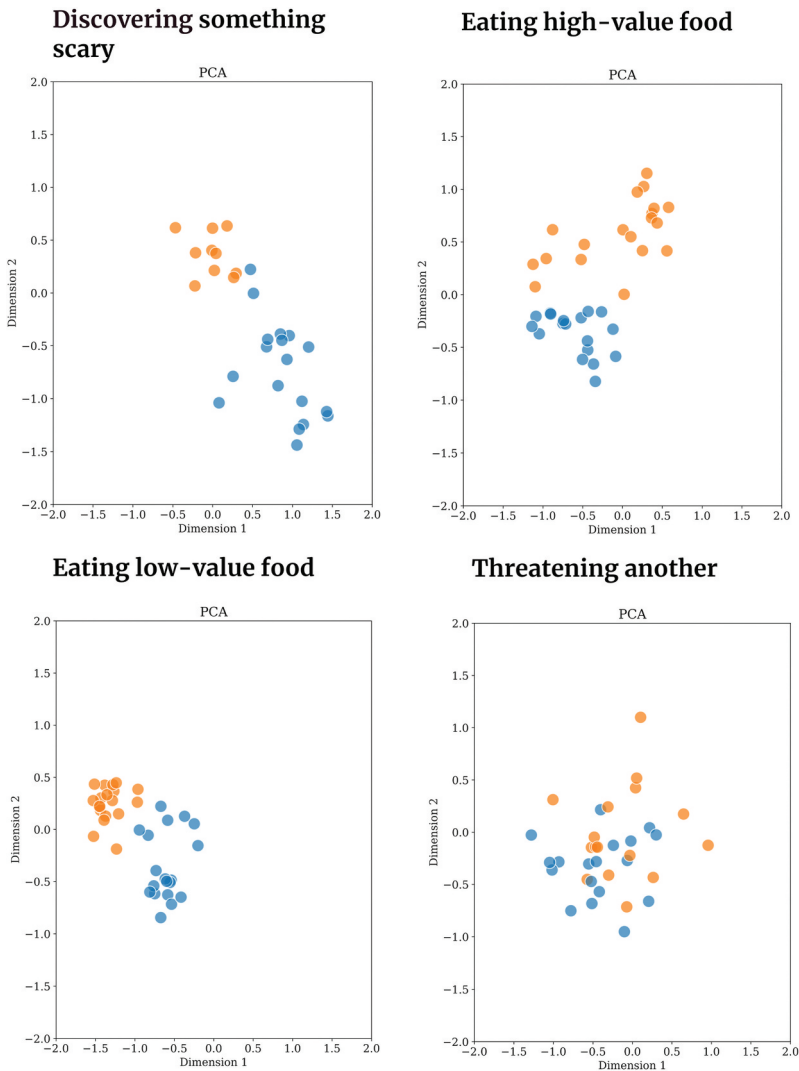 Discovering something
scary
PCA
2.0
1.5
1.0
0.5
0.0
−0.5
−1.0
−1.5
−2.0
Dimension 2
−2.0 −1.5 −1.0 −0.5 0.0 0.5 1.0 1.5 2.0
Dimension 1
Eating high-value food
PCA
2.0
1.5
1.0
0.5
0.0
−0.5
−1.0
−1.5
−2.0
Dimension 2
−2.0 −1.5 −1.0 −0.5 0.0 0.5 1.0 1.5 2.0
Dimension 1
Eating low-value food
PCA
2.0
1.5
1.0
0.5
0.0
−0.5
−1.0
−1.5
−2.0
Dimension 2
−2.0 −1.5 −1.0 −0.5 0.0 0.5 1.0 1.5 2.0
Dimension 1
Threatening another
PCA
2.0
1.5
1.0
0.5
0.0
−0.5
−1.0
−1.5
−2.0
Dimension 2
−2.0 −1.5 −1.0 −0.5 0.0 0.5 1.0 1.5 2.0
Dimension 1